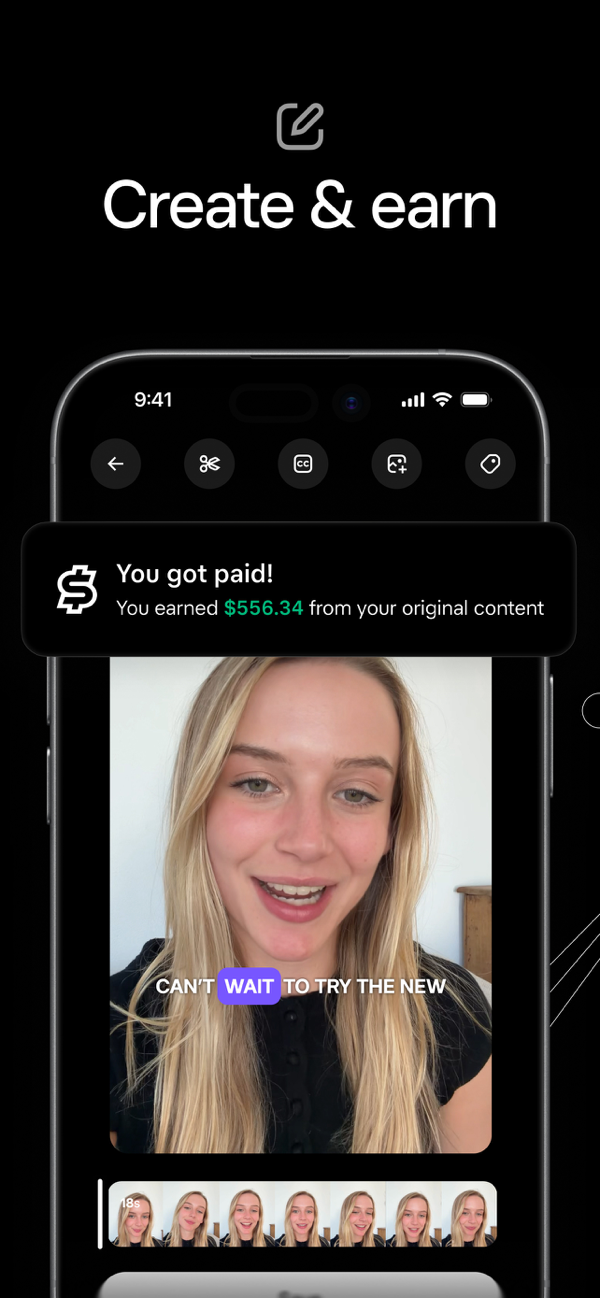 Create & earn
9:41
CC
You got paid!
You earned $556.34 from your original content
CAN'T WAIT TO TRY THE NEW
18s